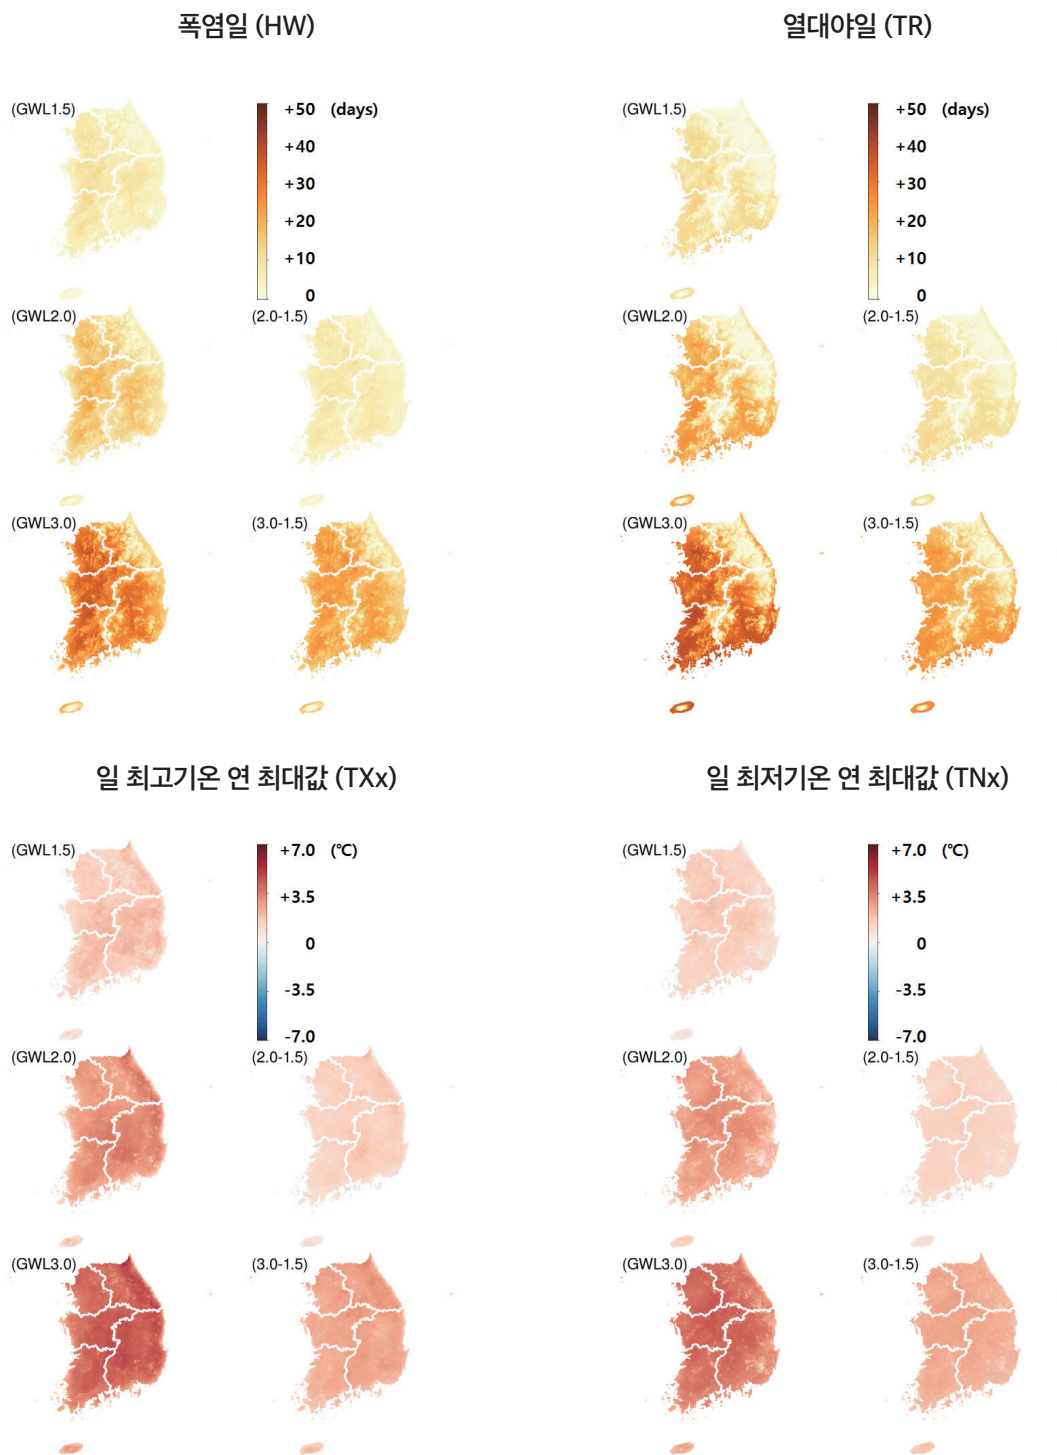 폭염일 (HW)
(GWL1.5)
+50 (days)
+40
+30
+20
+10
0
(GWL2.0)
(2.0-1.5)
(GWL3.0)
(3.0-1.5)
열대야일 (TR)
(GWL1.5)
+50 (days)
+40
+30
+20
+10
0
(GWL2.0)
(2.0-1.5)
(GWL3.0)
(3.0-1.5)
일 최고기온 연 최대값 (TXx)
(GWL1.5)
+7.0 (℃)
+3.5
0
-3.5
-7.0
(GWL2.0)
(2.0-1.5)
(GWL3.0)
(3.0-1.5)
일 최저기온 연 최대값 (TNx)
(GWL1.5)
+7.0 (℃)
+3.5
0
-3.5
-7.0
(GWL2.0)
(2.0-1.5)
(GWL3.0)
(3.0-1.5)